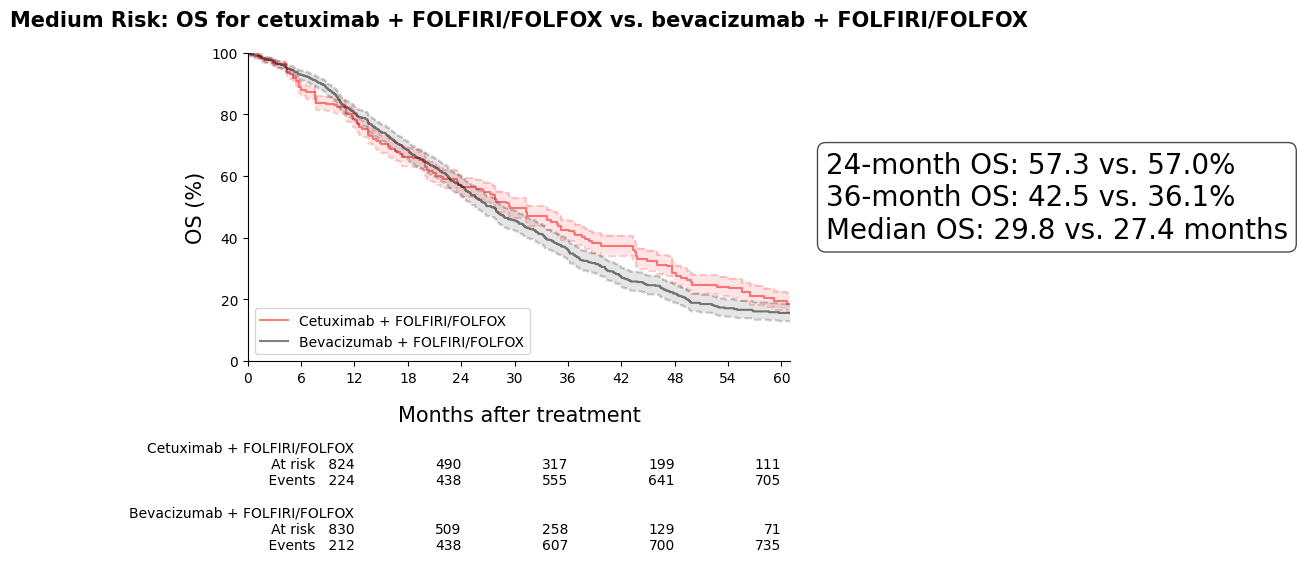 Medium Risk: OS for cetuximab + FOLFIRI/FOLFOX vs. bevacizumab + FOLFIRI/FOLFOX
100
80
60
40
20
0
OS (%)
24-month OS: 57.3 vs. 57.0%
36-month OS: 42.5 vs. 36.1%
Median OS: 29.8 vs. 27.4 months
Cetuximab + FOLFIRI/FOLFOX
Bevacizumab + FOLFIRI/FOLFOX
0 6 12 18 24 30 36 42 48 54 60
Months after treatment
Cetuximab + FOLFIRI/FOLFOX
At risk 824 490 317 199 111
Events 224 438 555 641 705
Bevacizumab + FOLFIRI/FOLFOX
At risk 830 509 258 129 71
Events 212 438 607 700 735